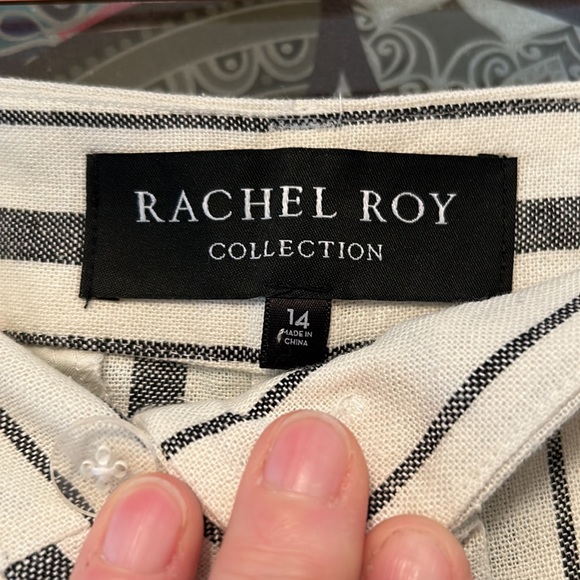 RACHEL ROY
COLLECTION
14
MADE IN
CHINA